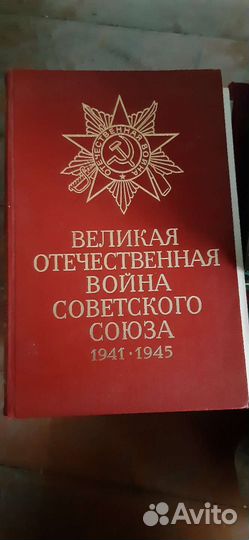 ОТЕЧЕСТВЕННАЯ ВОЙНА
ВЕЛИКАЯ
ОТЕЧЕСТВЕННАЯ
ВОЙНА
СОВЕТСКОГО
СОЮЗА
1941 · 1945
Avito